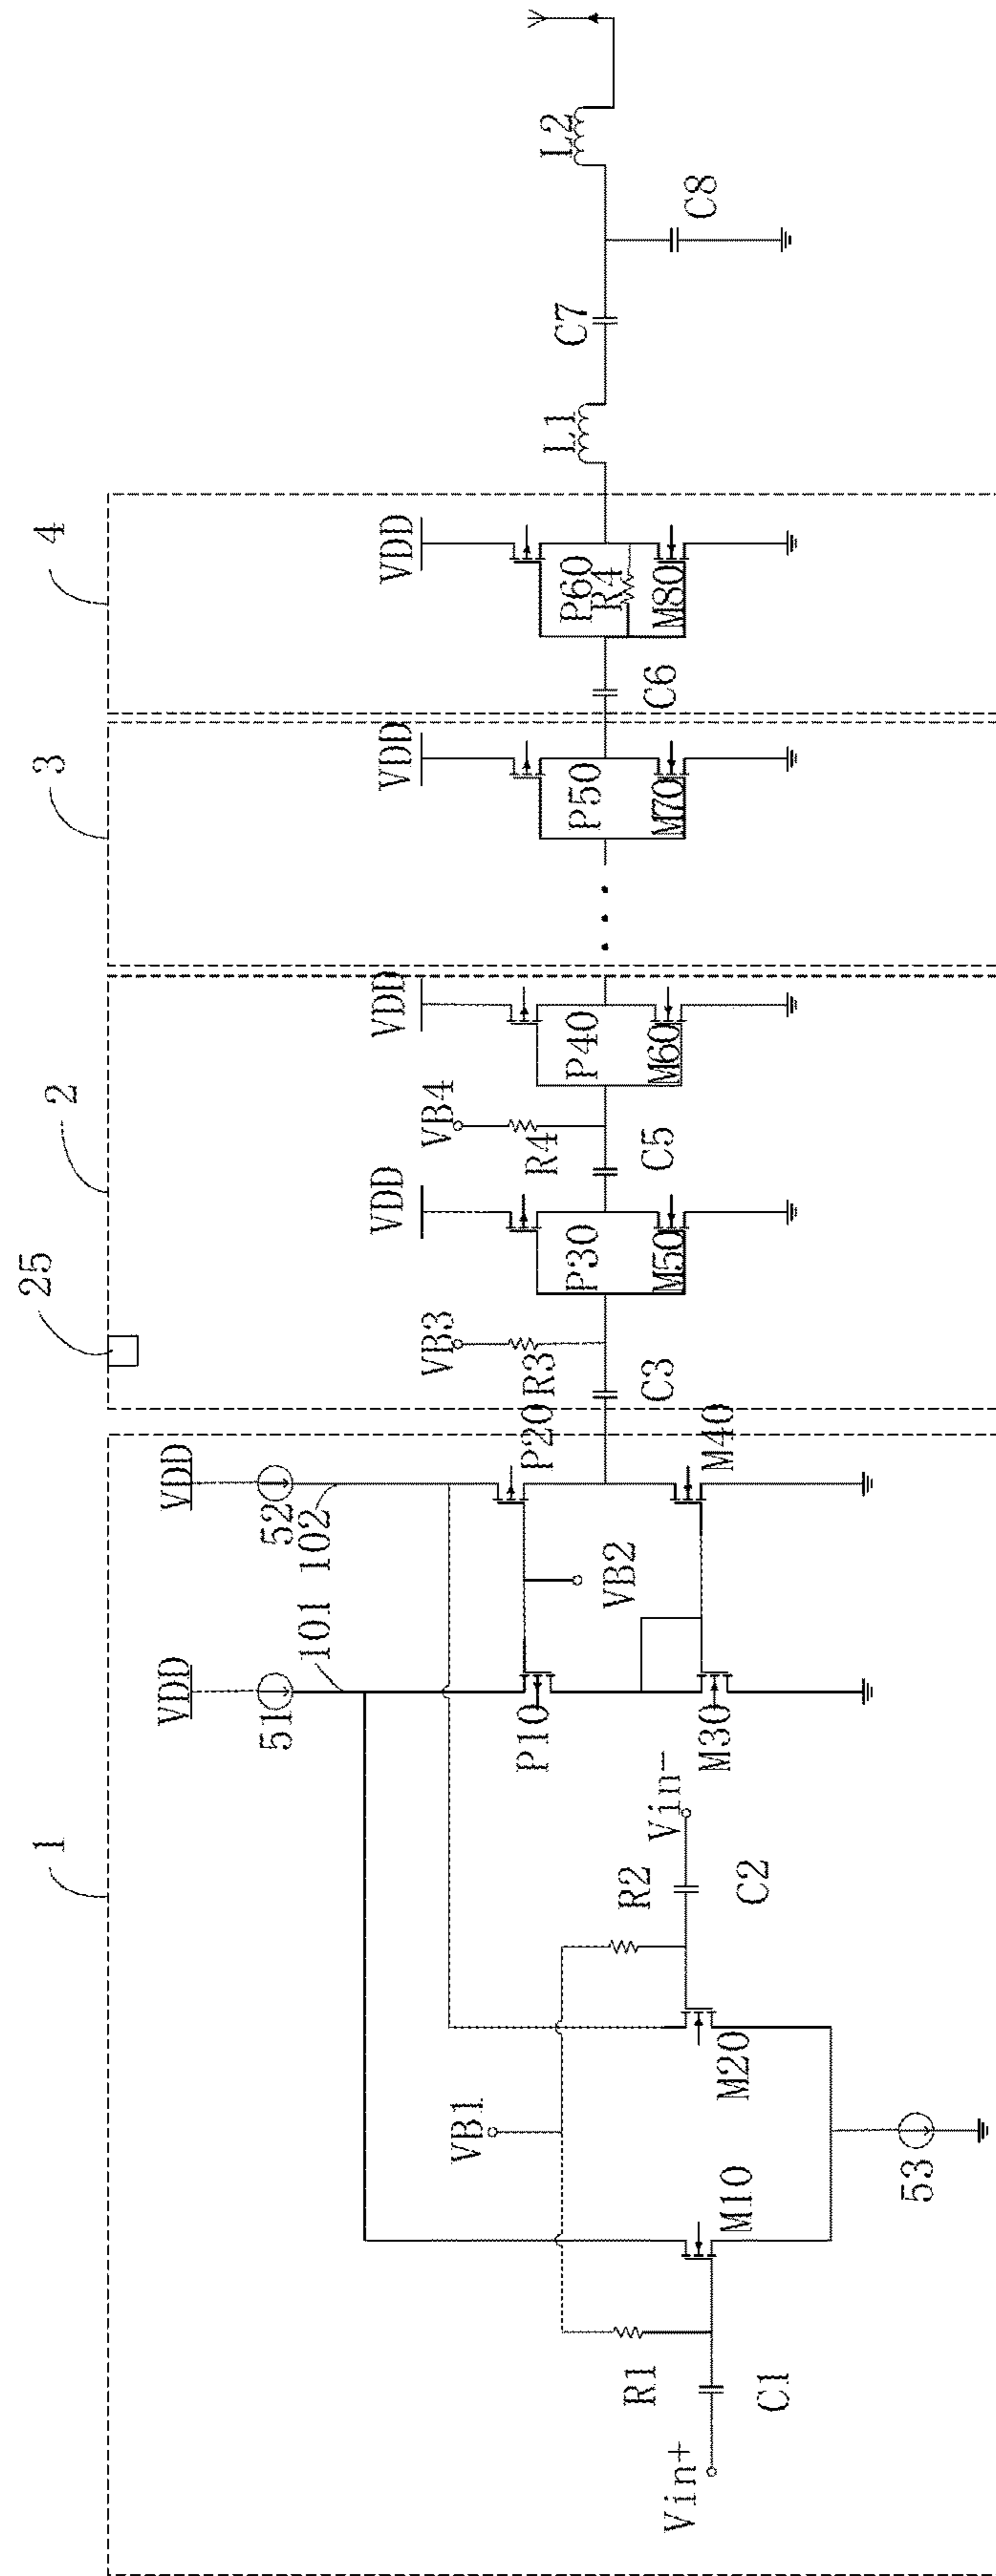 1
25
2
3
4
VDD
51
101
VDD
52
102
P10
P20
VB2
M30
M40
VB1
Vin+
C1
R1
M10
53
M20
R2
C2
Vin-
C3
R3
VB3
VDD
P30
M50
C5
R4
VB4
VDD
P40
M60
VDD
P50
M70
C6
VDD
P60
R4
M80
L1
C7
C8
L2